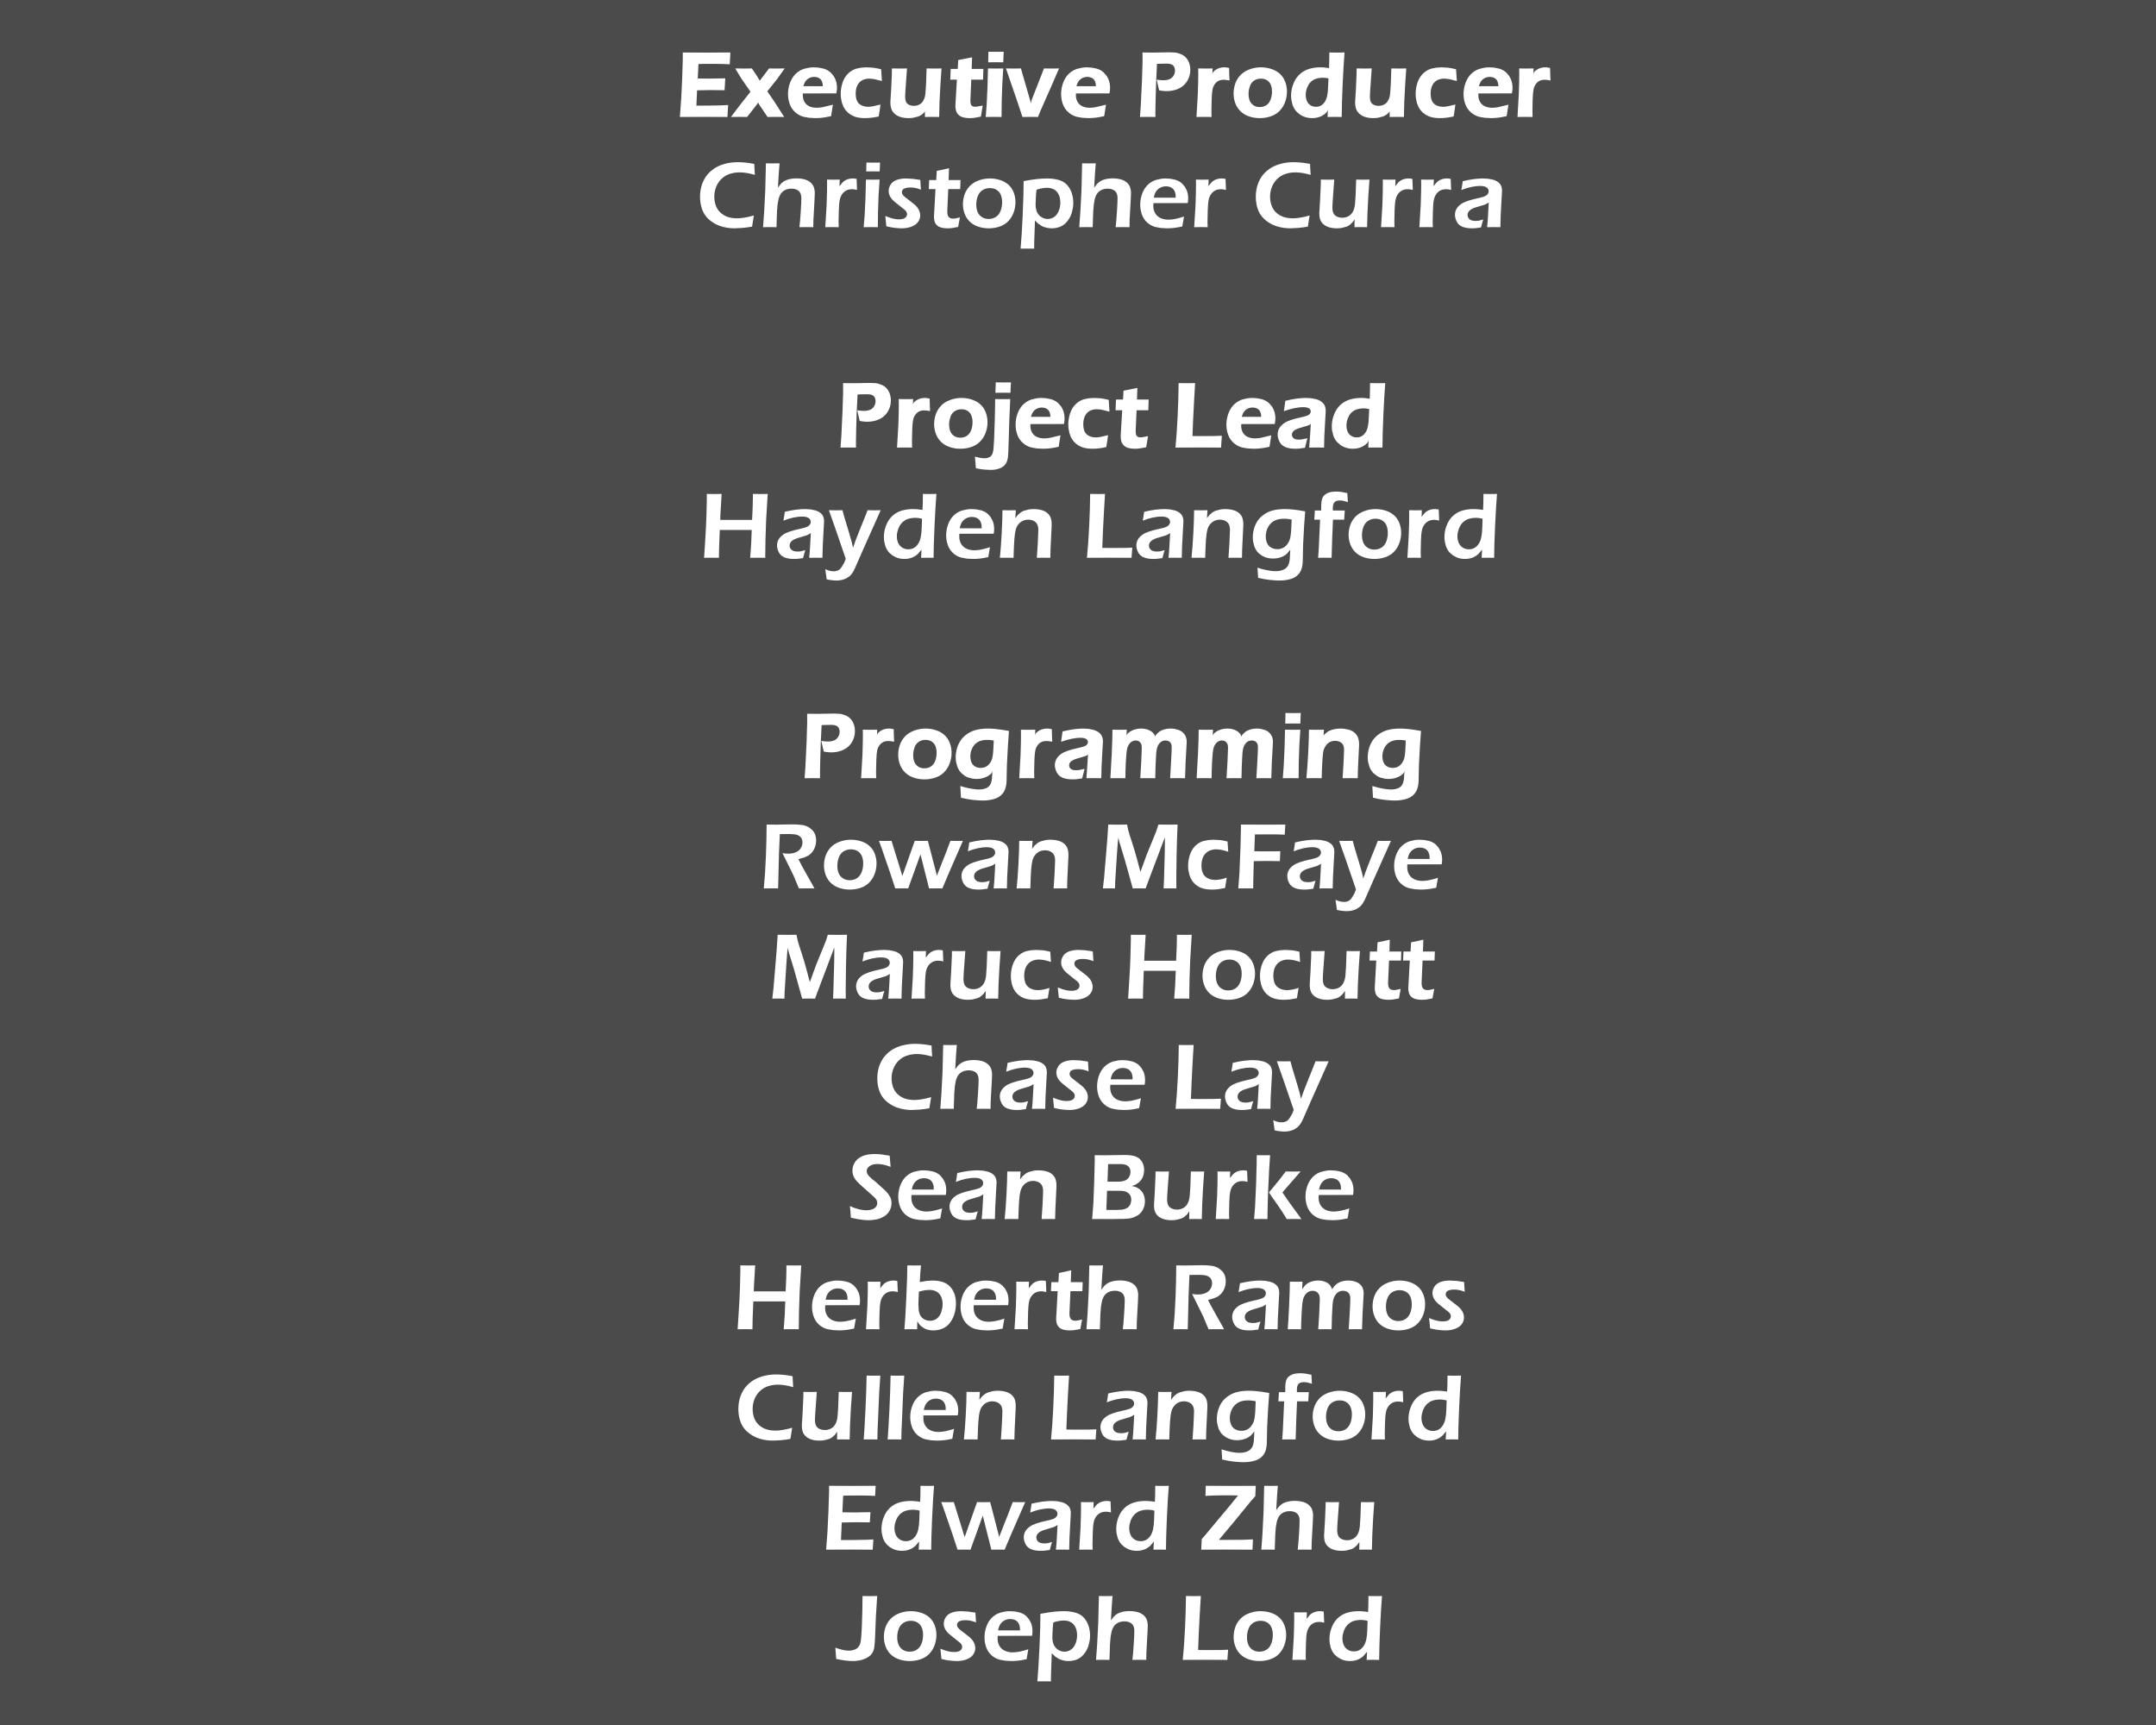 Executive Producer
Christopher Curra
Project Lead
Hayden Langford
Programming
Rowan McFaye
Marcus Hocutt
Chase Lay
Sean Burke
Herberth Ramos
Cullen Langford
Edward Zhu
Joseph Lord